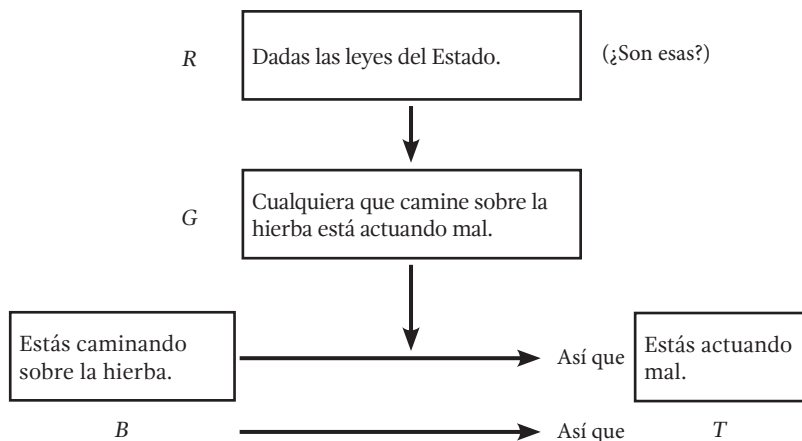 R
Dadas las leyes del Estado.
(¿Son esas?)
G
Cualquiera que camine sobre la
hierba está actuando mal.
Estás caminando
sobre la hierba.
Así que
Estás actuando
mal.
B
Así que
T